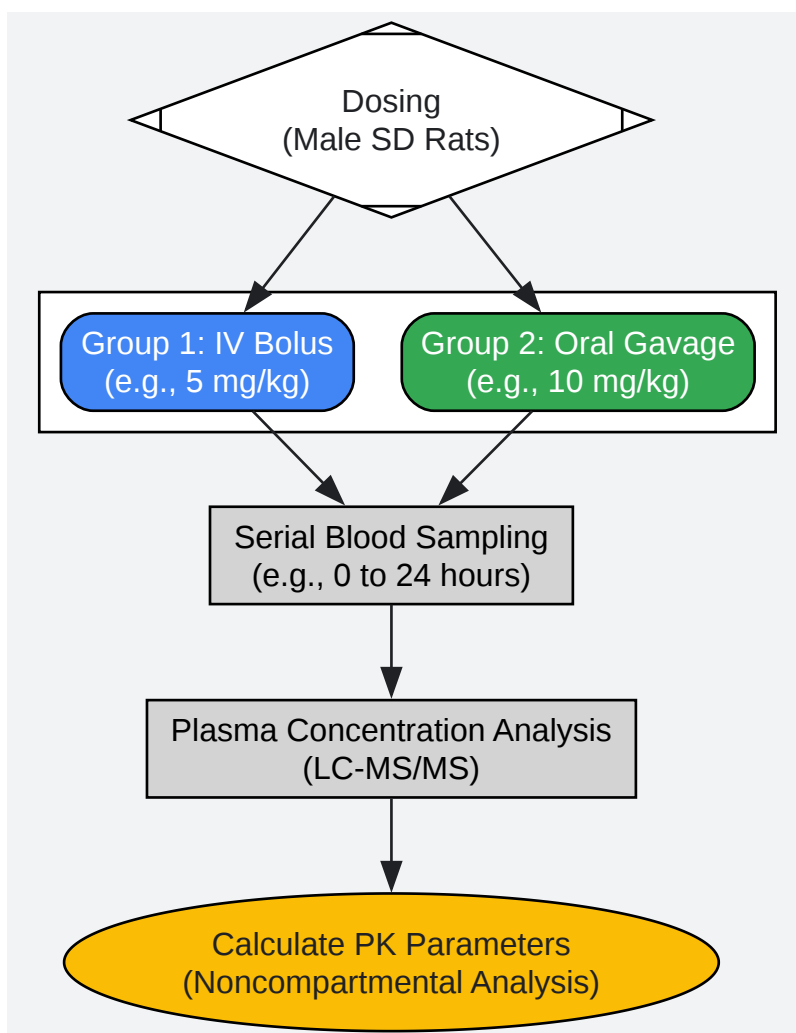 Dosing
(Male SD Rats)
Group 1: IV Bolus
(e.g., 5 mg/kg)
Group 2: Oral Gavage
(e.g., 10 mg/kg)
Serial Blood Sampling
(e.g., 0 to 24 hours)
Plasma Concentration Analysis
(LC-MS/MS)
Calculate PK Parameters
(Noncompartmental Analysis)